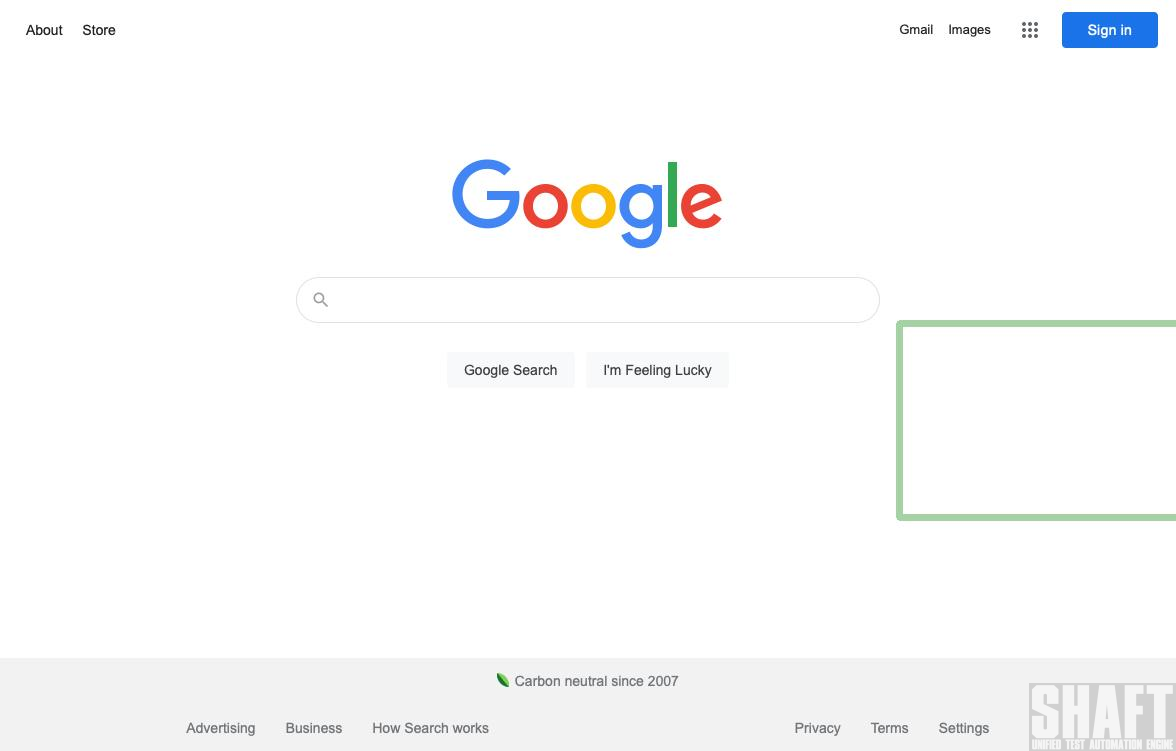 About Store
Gmail Images
Sign in
Google
Google Search
I'm Feeling Lucky
Carbon neutral since 2007
Advertising Business How Search works
Privacy Terms Settings
SHAFT
UNIFIED TEST AUTOMATION ENGINE